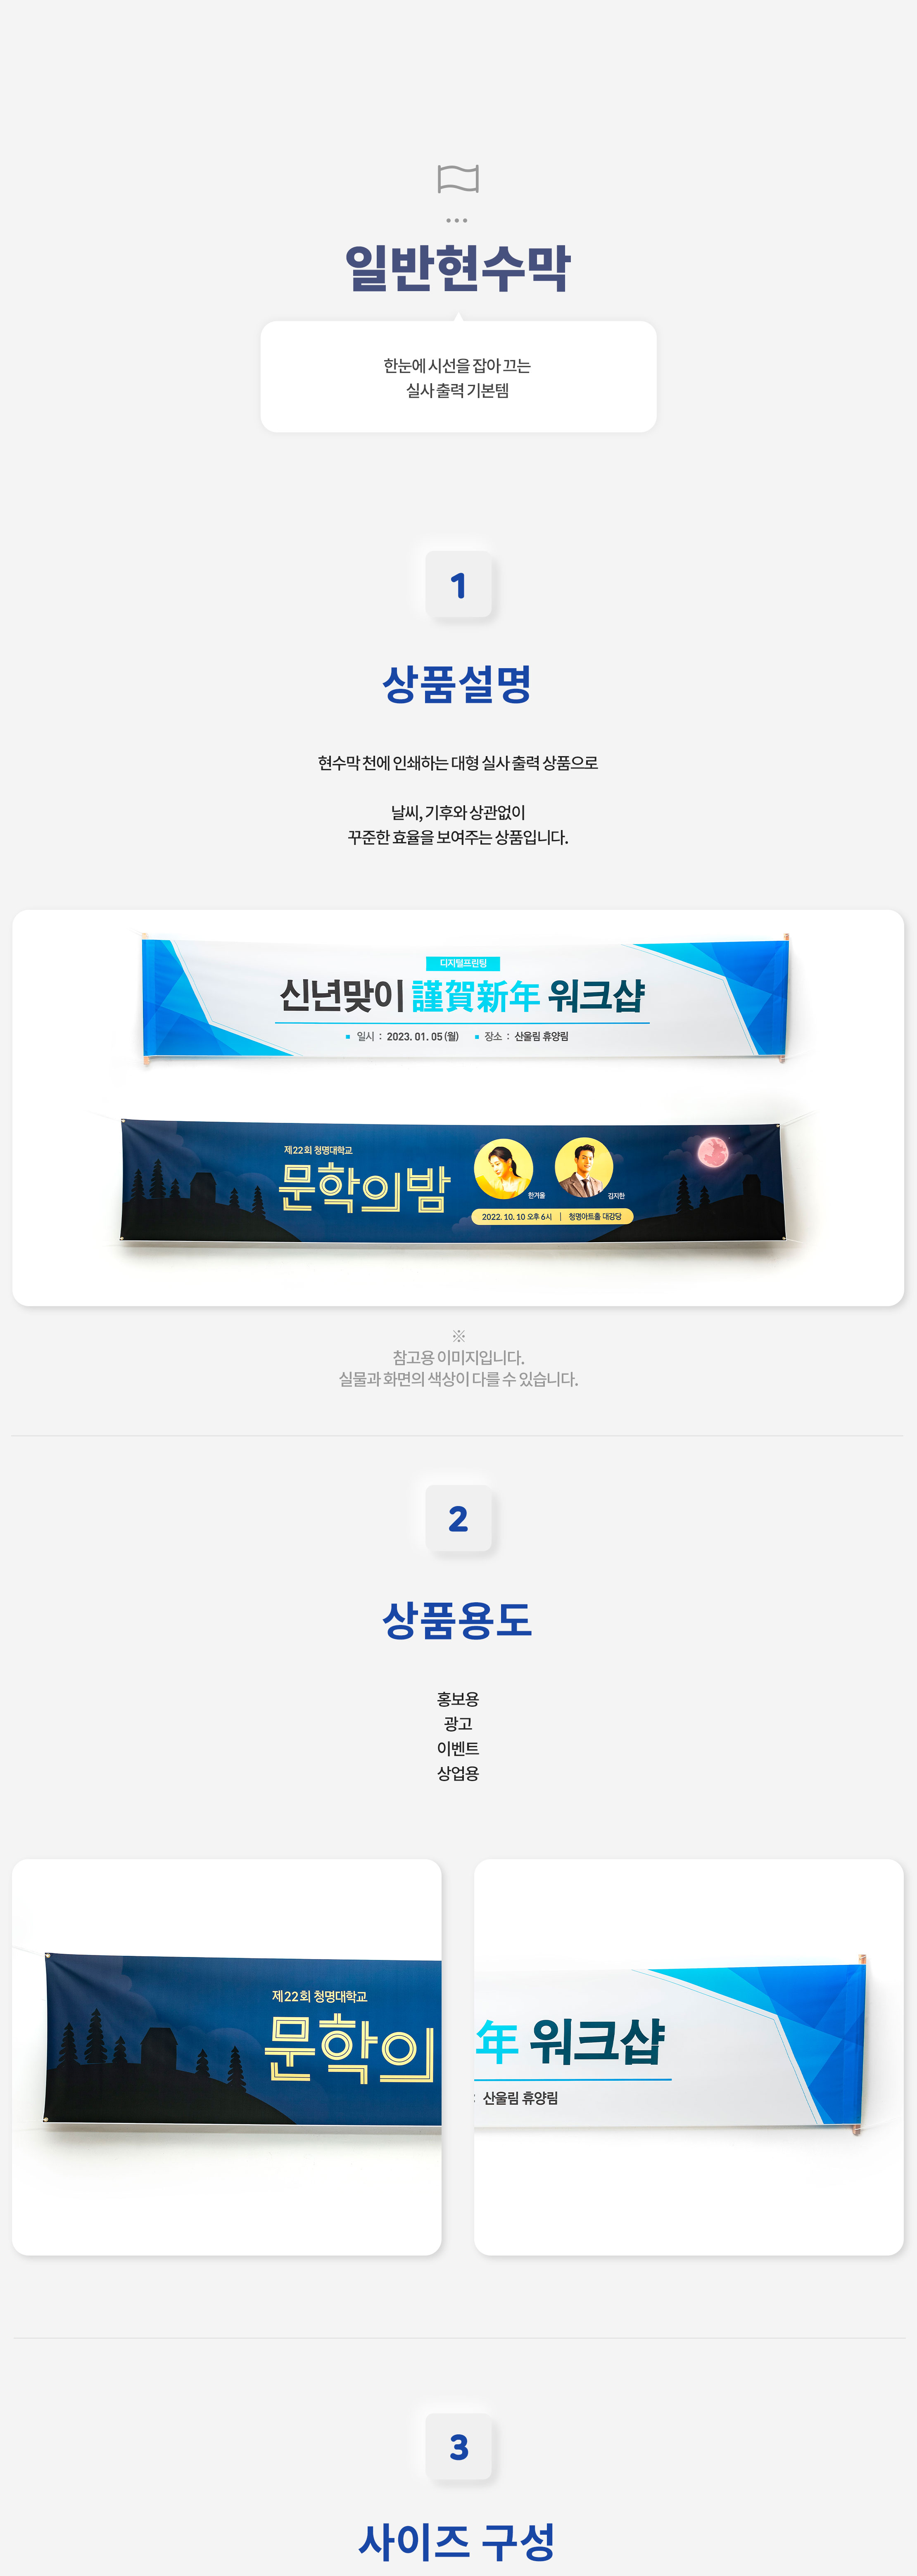 일반현수막
한눈에 시선을 잡아 끄는
실사 출력 기본템
1
상품설명
현수막 천에 인쇄하는 대형 실사 출력 상품으로
날씨, 기후와 상관없이
꾸준한 효율을 보여주는 상품입니다.
디지털프린팅
신년맞이 謹賀新年 워크샵
일시 : 2023. 01. 05 (월) 장소 : 산울림 휴양림
제22회 청명대학교
문학의밤
한겨울 김지한
2022. 10. 10 오후 6시 | 청명아트홀 대강당
※
참고용 이미지입니다.
실물과 화면의 색상이 다를 수 있습니다.
2
상품용도
홍보용
광고
이벤트
상업용
제22회 청명대학교
문학의
年 워크샵
: 산울림 휴양림
3
사이즈 구성